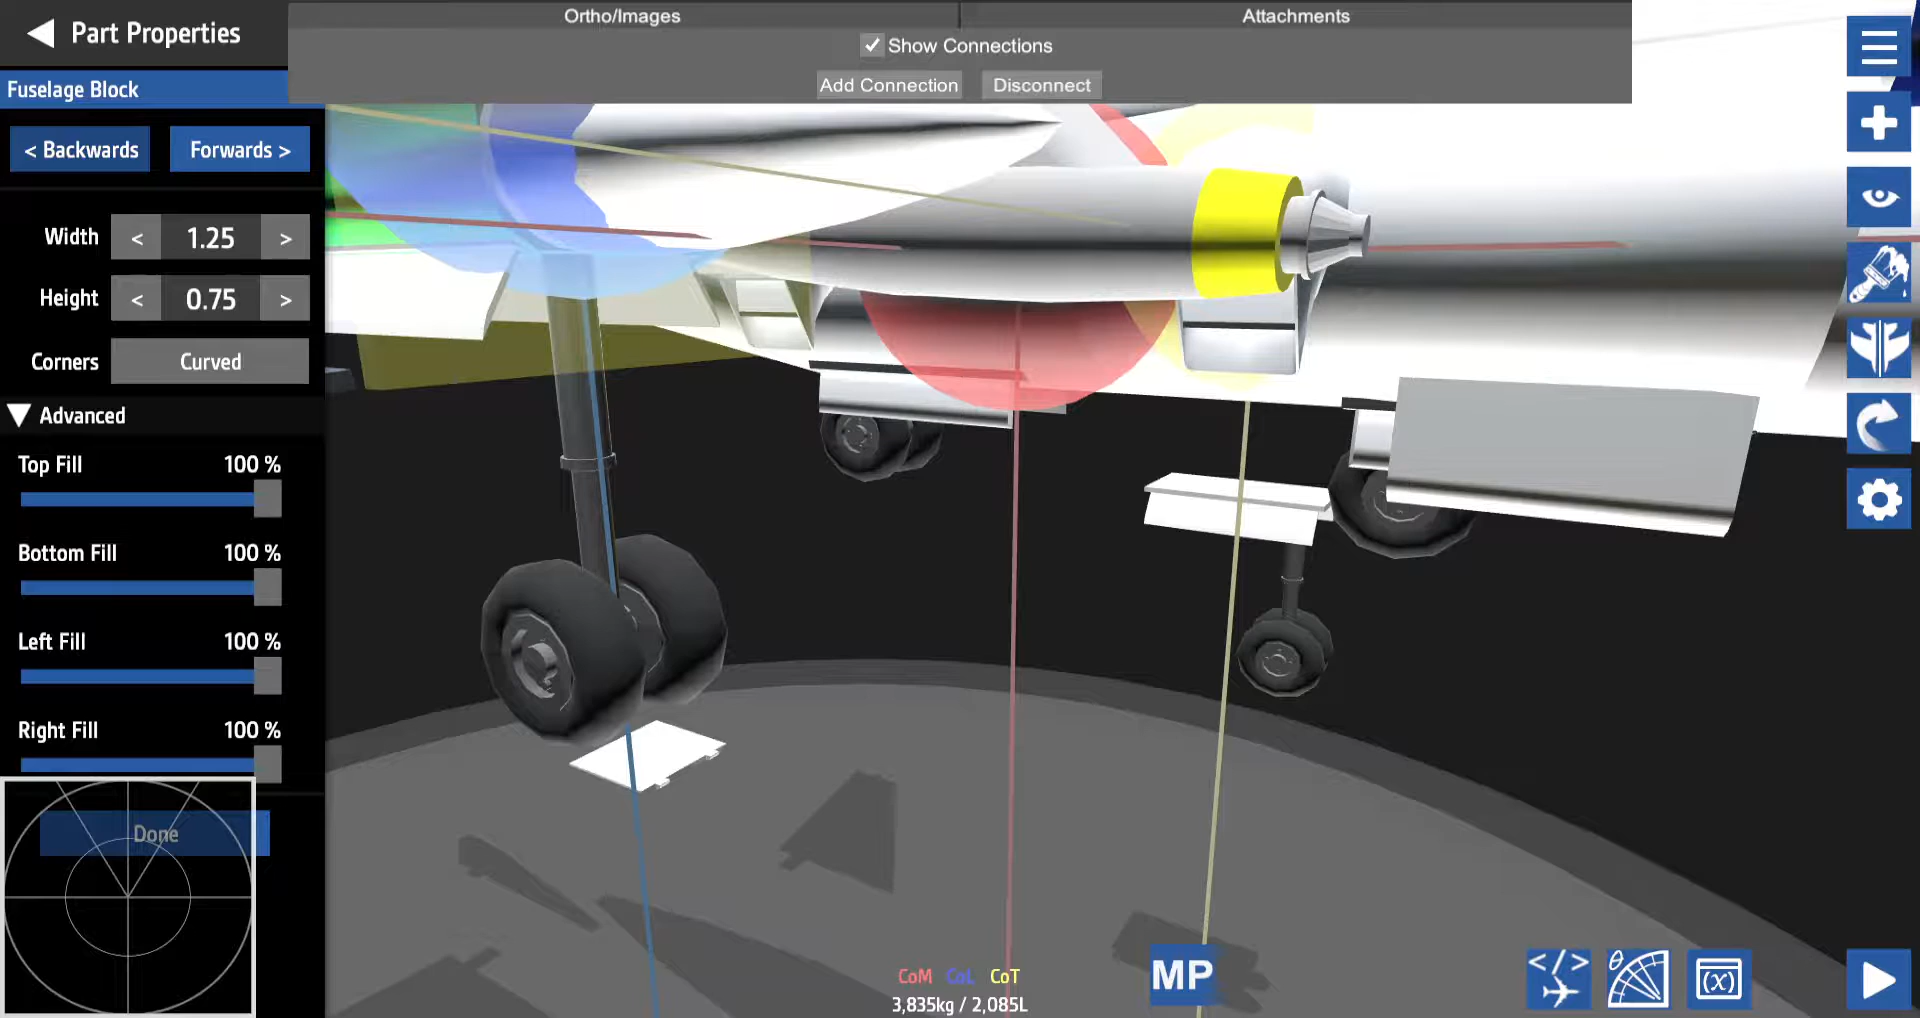 Part Properties
Fuselage Block
< Backwards
Forwards >
Width
<
1.25
>
Height
<
0.75
>
Corners
Curved
Advanced
Top Fill
100 %
Bottom Fill
100 %
Left Fill
100 %
Right Fill
100 %
Done
Ortho/Images
Attachments
Show Connections
Add Connection
Disconnect
CoM CoL CoT
3,835kg / 2,085L
MP
</>
θ
(x)